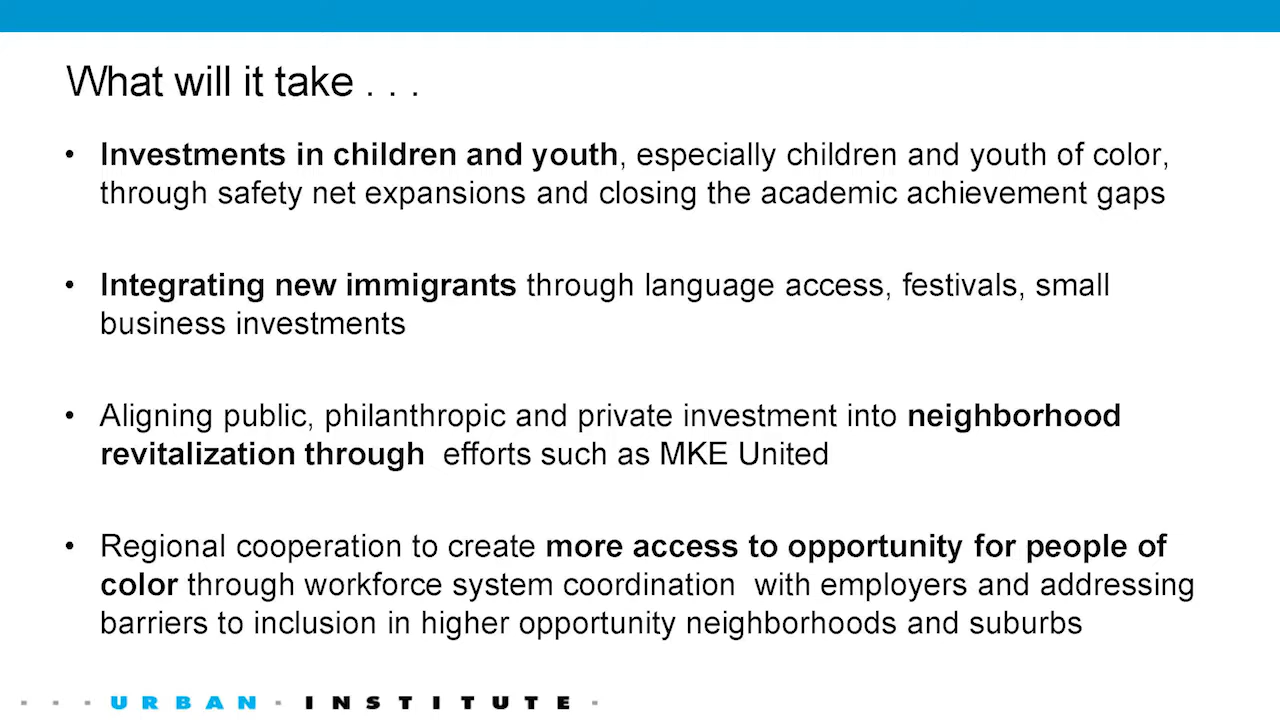 What will it take . . .
• Investments in children and youth, especially children and youth of color,
through safety net expansions and closing the academic achievement gaps
• Integrating new immigrants through language access, festivals, small
business investments
• Aligning public, philanthropic and private investment into neighborhood
revitalization through  efforts such as MKE United
• Regional cooperation to create more access to opportunity for people of
color through workforce system coordination  with employers and addressing
barriers to inclusion in higher opportunity neighborhoods and suburbs
URBAN INSTITUTE